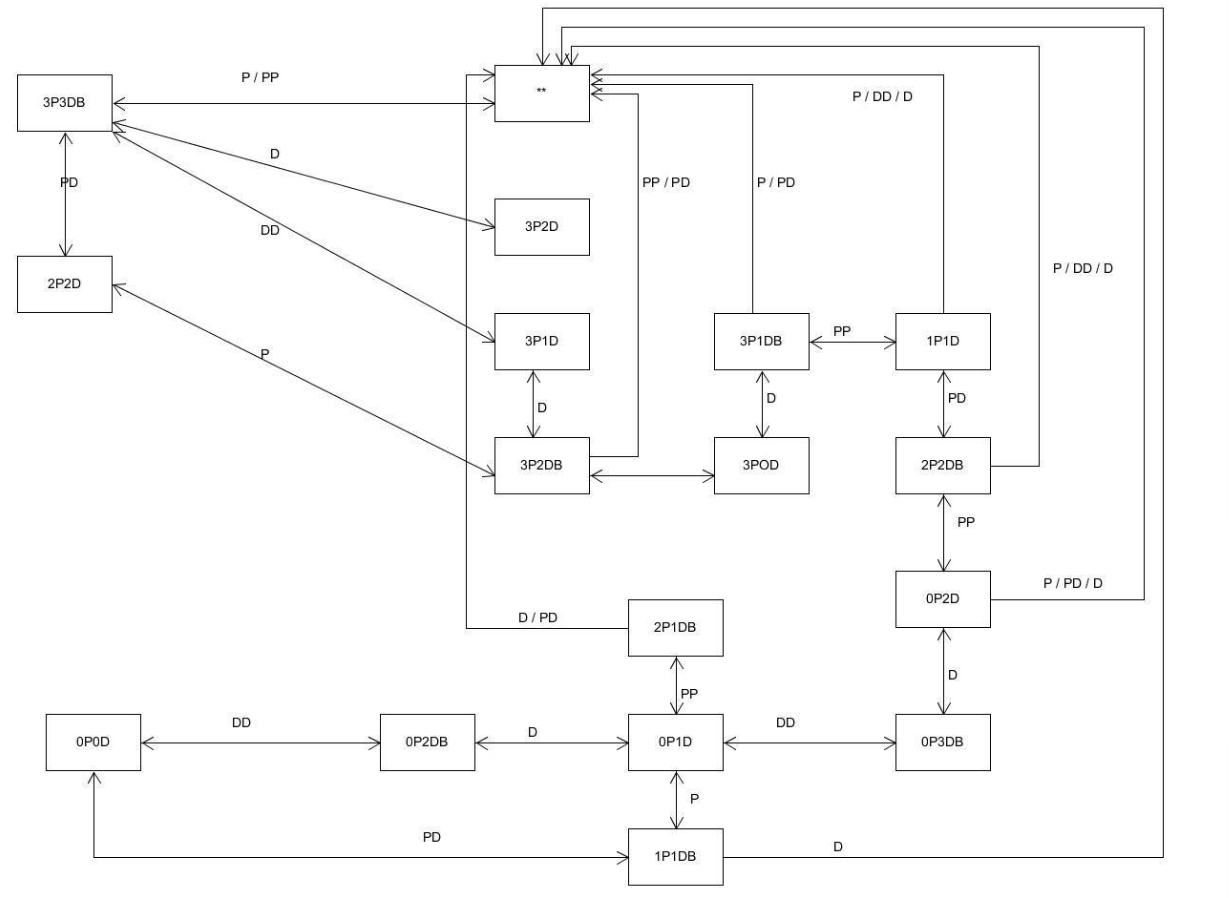 P / PP
3P3DB
**
P / DD / D
D
PD
PP / PD
P / PD
3P2D
DD
P / DD / D
2P2D
3P1D
3P1DB
PP
1P1D
P
D
D
PD
3P2DB
3POD
2P2DB
PP
P / PD / D
0P2D
D / PD
2P1DB
D
PP
DD
D
DD
0P0D
0P2DB
0P1D
0P3DB
P
PD
D
1P1DB